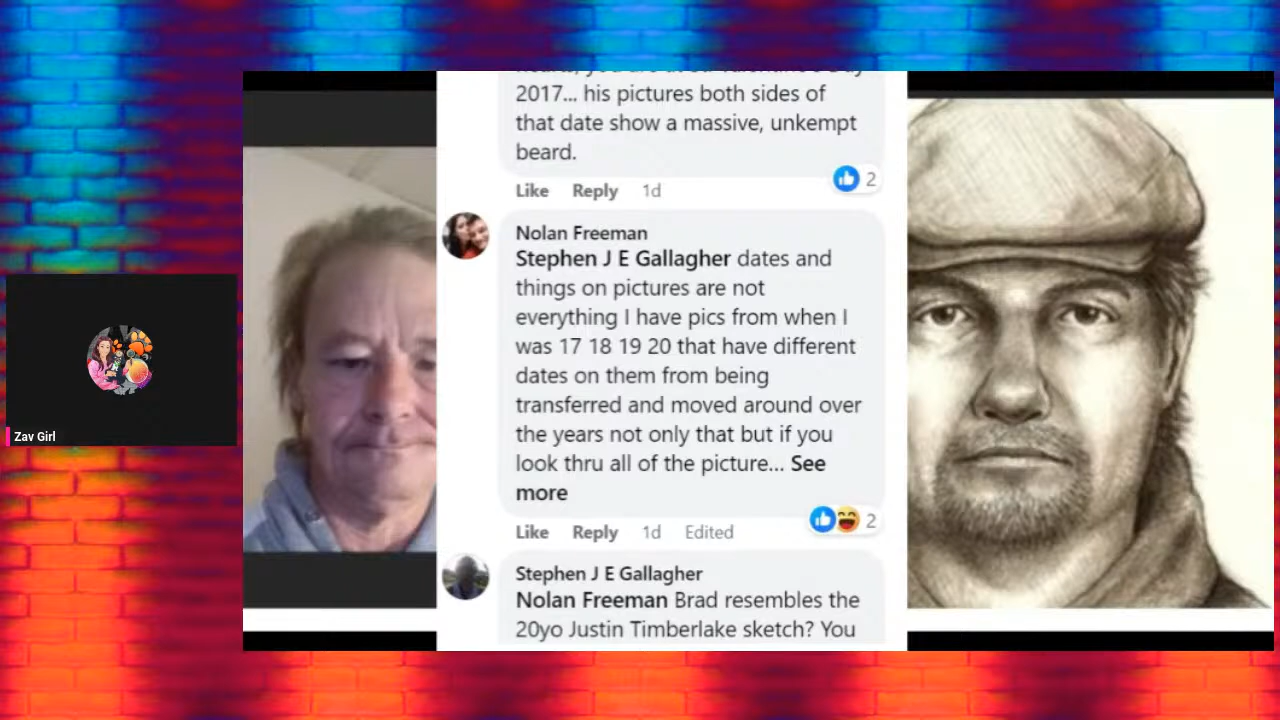 2017... his pictures both sides of
that date show a massive, unkempt
beard.
Like Reply 1d 2
Nolan Freeman
Stephen J E Gallagher dates and
things on pictures are not
everything I have pics from when I
was 17 18 19 20 that have different
dates on them from being
transferred and moved around over
the years not only that but if you
look thru all of the picture... See
more
Like Reply 1d Edited 2
Stephen J E Gallagher
Nolan Freeman Brad resembles the
20yo Justin Timberlake sketch? You
Zav Girl